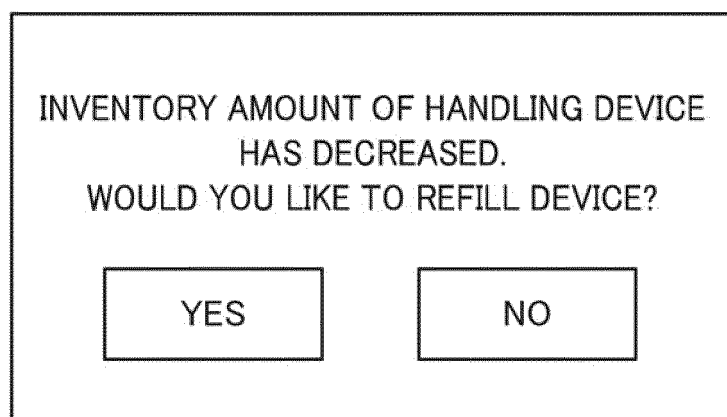 INVENTORY AMOUNT OF HANDLING DEVICE
HAS DECREASED.
WOULD YOU LIKE TO REFILL DEVICE?
YES
NO